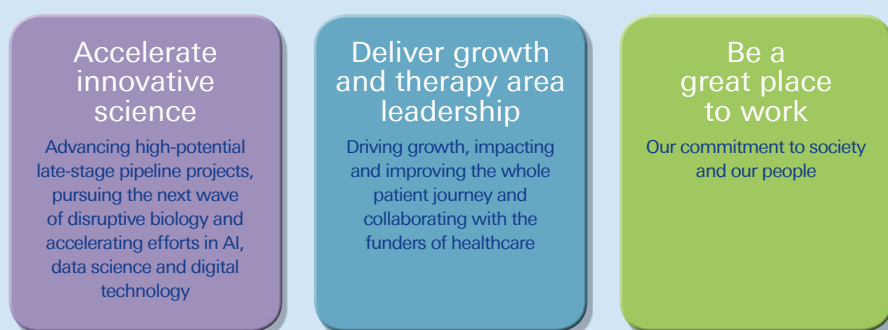 Accelerate
innovative
science
Advancing high-potential
late-stage pipeline projects,
pursuing the next wave
of disruptive biology and
accelerating efforts in AI,
data science and digital
technology
Deliver growth
and therapy area
leadership
Driving growth, impacting
and improving the whole
patient journey and
collaborating with the
funders of healthcare
Be a
great place
to work
Our commitment to society
and our people